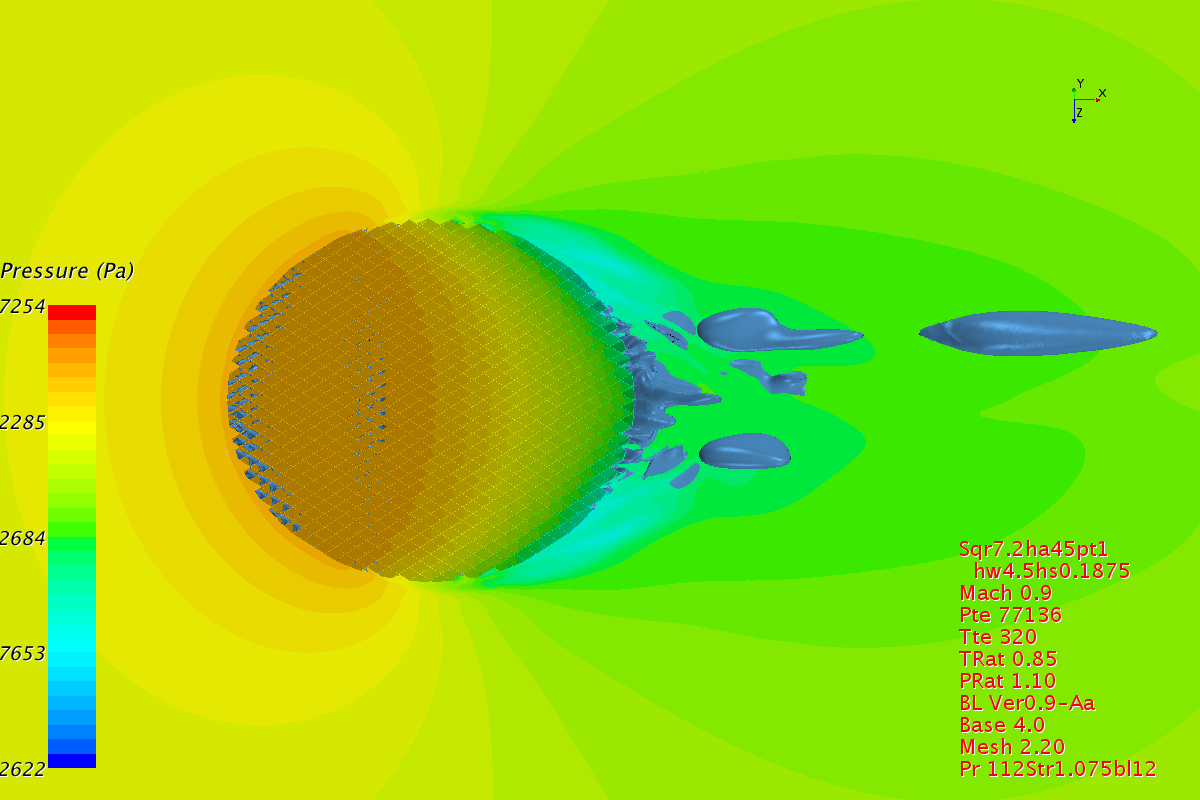 Y
X
Z
Pressure (Pa)
7254
2285
2684
7653
2622
Sqr7.2ha45pt1
hw4.5hs0.1875
Mach 0.9
Pte 77136
Tte 320
TRat 0.85
PRat 1.10
BL Ver0.9-Aa
Base 4.0
Mesh 2.20
Pr 112Str1.075bl12